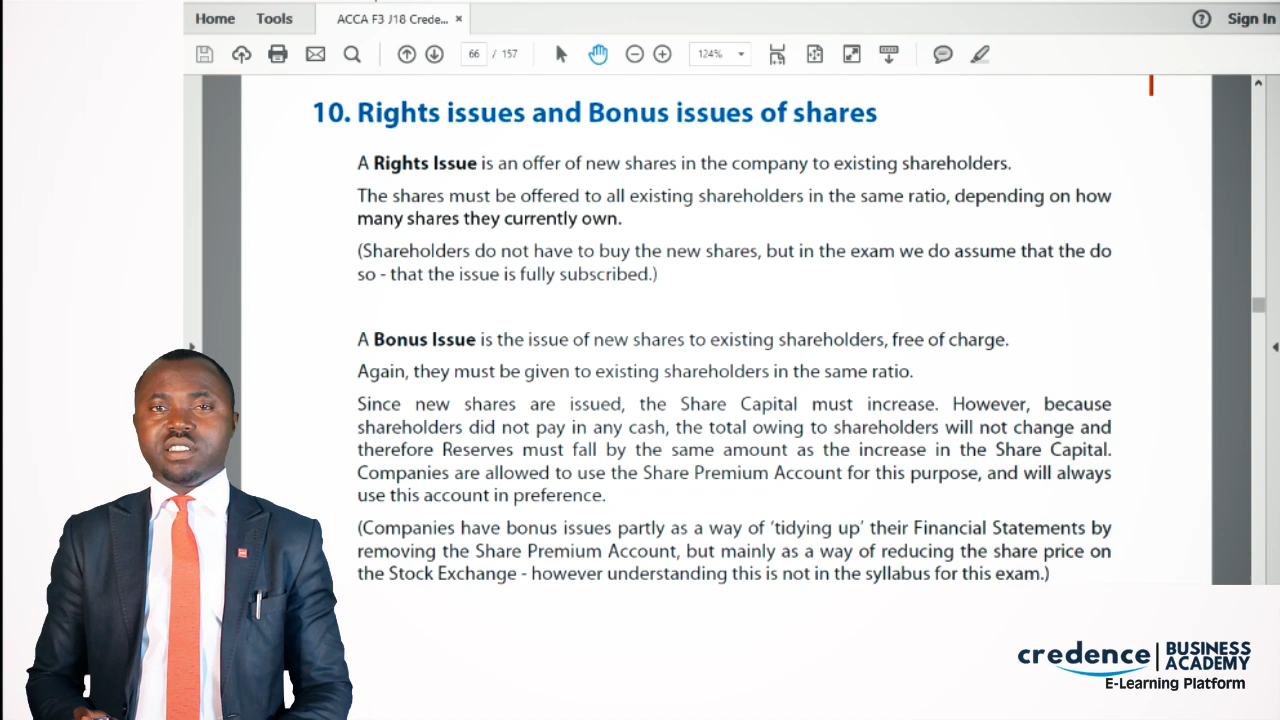 Home Tools ACCA F3 J18 Crede... × Sign In
66 / 157 124%
10. Rights issues and Bonus issues of shares
A Rights Issue is an offer of new shares in the company to existing shareholders.
The shares must be offered to all existing shareholders in the same ratio, depending on how
many shares they currently own.
(Shareholders do not have to buy the new shares, but in the exam we do assume that the do
so - that the issue is fully subscribed.)
A Bonus Issue is the issue of new shares to existing shareholders, free of charge.
Again, they must be given to existing shareholders in the same ratio.
Since new shares are issued, the Share Capital must increase. However, because
shareholders did not pay in any cash, the total owing to shareholders will not change and
therefore Reserves must fall by the same amount as the increase in the Share Capital.
Companies are allowed to use the Share Premium Account for this purpose, and will always
use this account in preference.
(Companies have bonus issues partly as a way of 'tidying up' their Financial Statements by
removing the Share Premium Account, but mainly as a way of reducing the share price on
the Stock Exchange - however understanding this is not in the syllabus for this exam.)
credence | BUSINESS
ACADEMY
E-Learning Platform